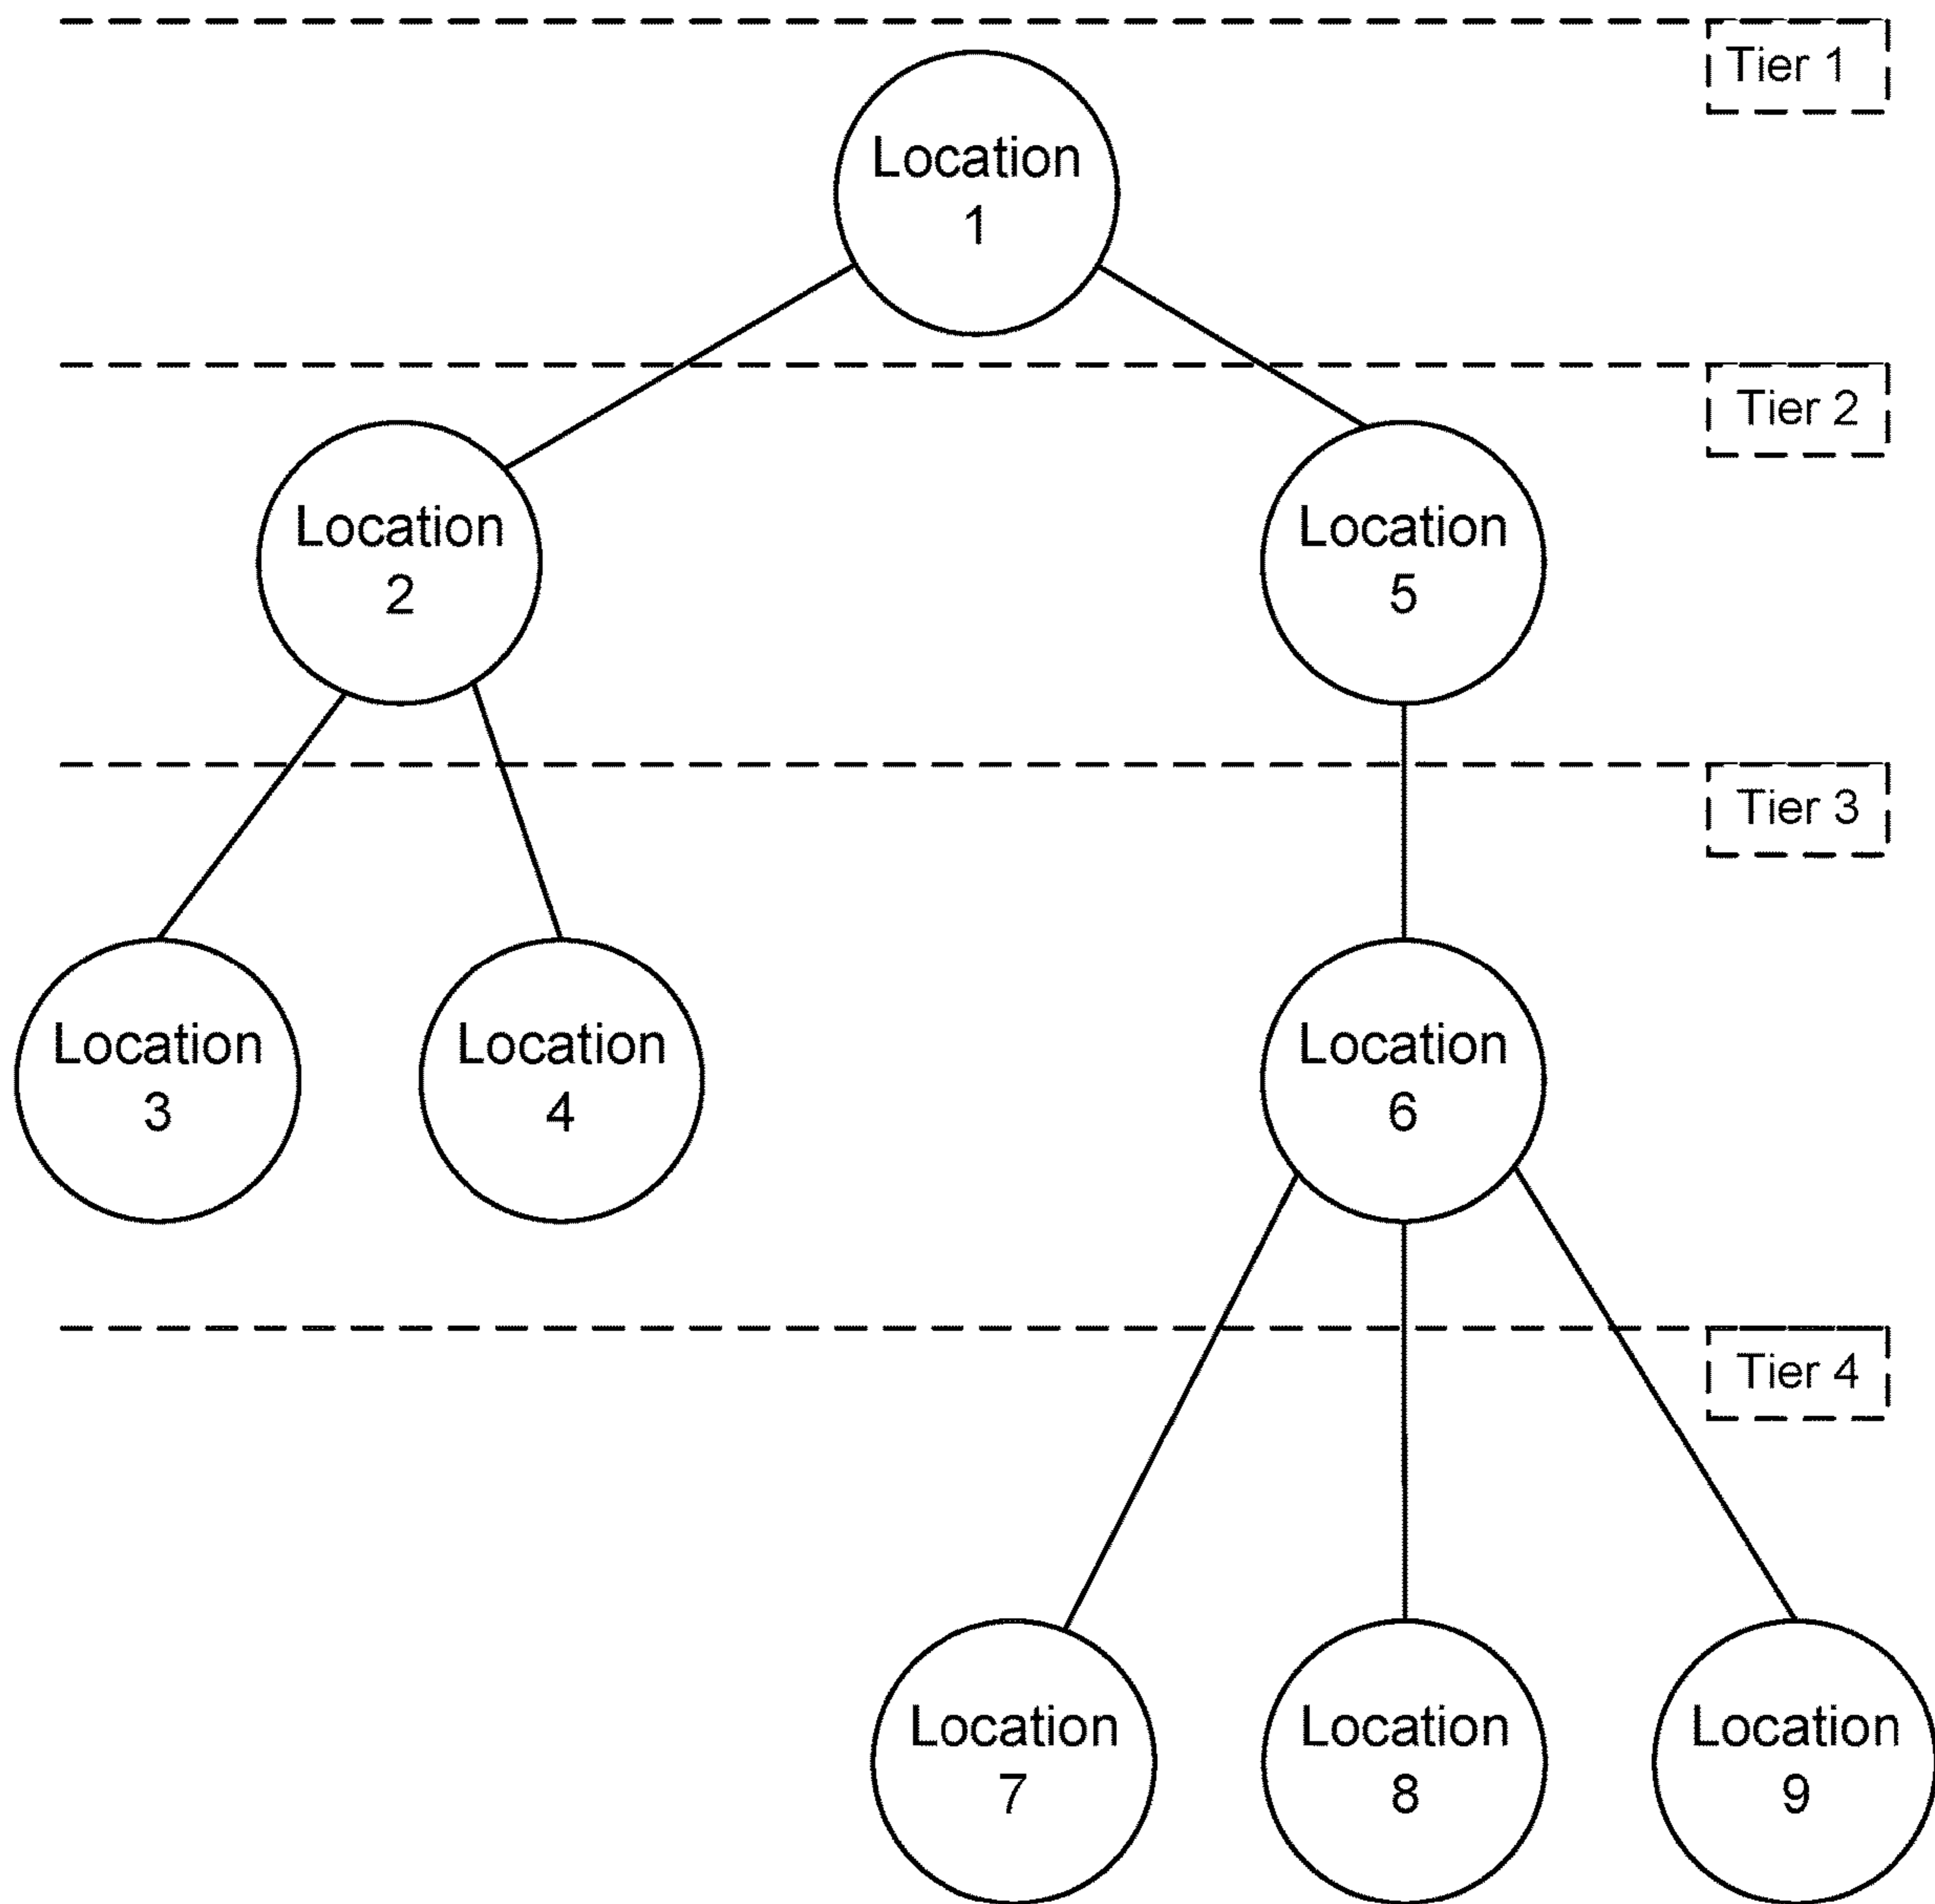 Tier 1
Location
1
Tier 2
Location
2
Location
5
Tier 3
Location
3
Location
4
Location
6
Tier 4
Location
7
Location
8
Location
9